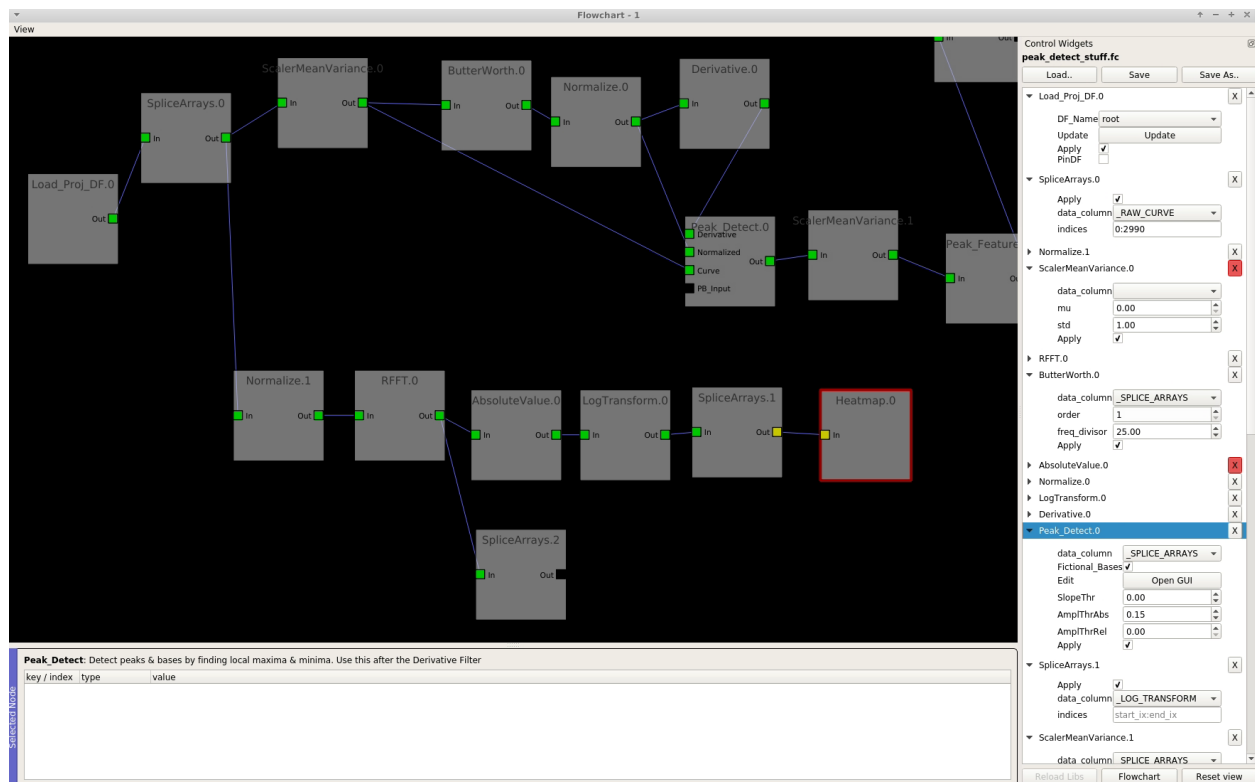 Flowchart - 1
View
ScalerMeanVariance.0
In
Out
ButterWorth.0
In
Out
Normalize.0
In
Out
Derivative.0
In
Out
In
Out
SpliceArrays.0
In
Out
Load_Proj_DF.0
Out
Peak_Detect.0
Derivative
Normalized
Curve
PB_Input
Out
ScalerMeanVariance.1
In
Out
Peak_Feature
In
Normalize.1
In
Out
RFFT.0
In
Out
AbsoluteValue.0
In
Out
LogTransform.0
In
Out
SpliceArrays.1
In
Out
Heatmap.0
In
SpliceArrays.2
In
Out
Selected Node
Peak_Detect: Detect peaks & bases by finding local maxima & minima. Use this after the Derivative Filter
key / index type value
Control Widgets
peak_detect_stuff.fc
Load.. Save Save As..
Load_Proj_DF.0 X
DF_Name root
Update Update
Apply
PinDF
SpliceArrays.0 X
Apply
data_column _RAW_CURVE
indices 0:2990
Normalize.1 X
ScalerMeanVariance.0 X
data_column
mu 0.00
std 1.00
Apply
RFFT.0 X
ButterWorth.0 X
data_column _SPLICE_ARRAYS
order 1
freq_divisor 25.00
Apply
AbsoluteValue.0 X
Normalize.0 X
LogTransform.0 X
Derivative.0 X
Peak_Detect.0 X
data_column _SPLICE_ARRAYS
Fictional_Bases
Edit Open GUI
SlopeThr 0.00
AmplThrAbs 0.15
AmplThrRel 0.00
Apply
SpliceArrays.1 X
Apply
data_column _LOG_TRANSFORM
indices start_ix:end_ix
ScalerMeanVariance.1 X
data_column SPLICE ARRAYS
Reload Libs Flowchart Reset view